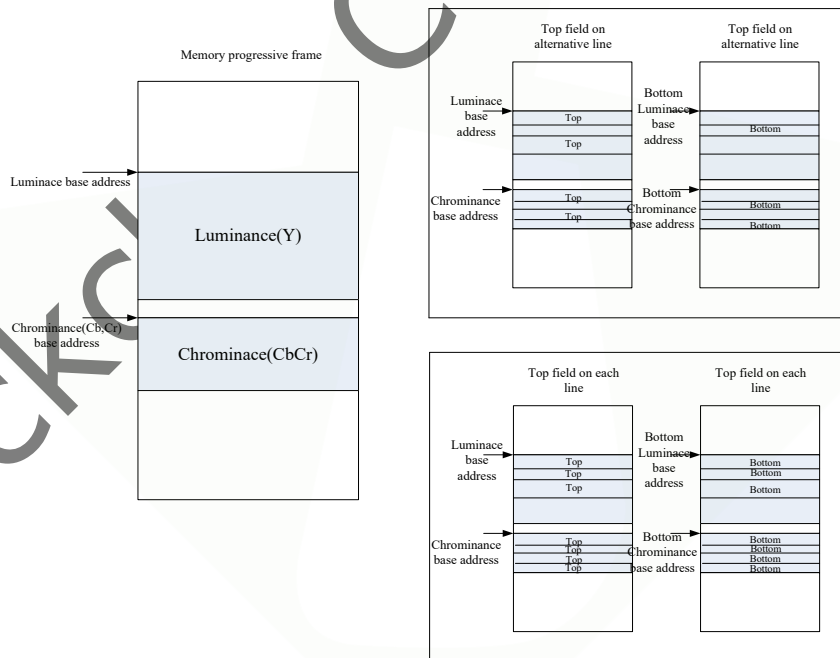 Memory progressive frame
Luminace base address
Luminance(Y)
Chrominance(Cb,Cr)
base address
Chrominace(CbCr)
Top field on
alternative line
Luminace
base
address
Top
Top
Chrominance
base address
Top
Top
Top field on
alternative line
Bottom
Luminace
base
address
Bottom
Bottom
Chrominance
base address
Bottom
Bottom
Top field on each
line
Luminace
base
address
Top
Top
Top
Chrominance
base address
Top
Top
Top
Top
Top field on each
line
Bottom
Luminace
base
address
Bottom
Bottom
Bottom
Bottom
Chrominance
base address
Bottom
Bottom
Bottom
Bottom